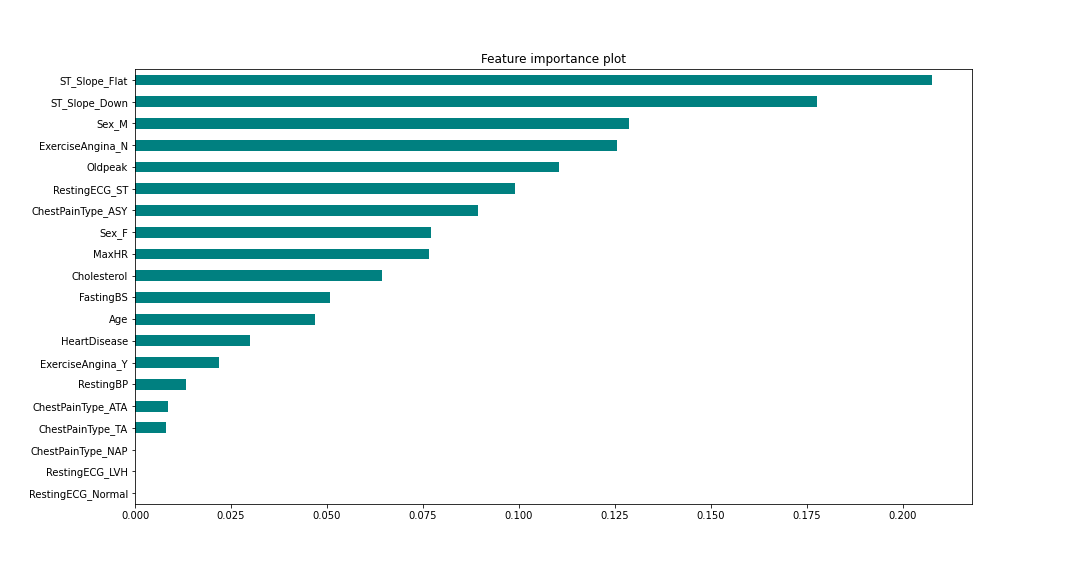 Feature importance plot
ST_Slope_Flat
ST_Slope_Down
Sex_M
ExerciseAngina_N
Oldpeak
RestingECG_ST
ChestPainType_ASY
Sex_F
MaxHR
Cholesterol
FastingBS
Age
HeartDisease
ExerciseAngina_Y
RestingBP
ChestPainType_ATA
ChestPainType_TA
ChestPainType_NAP
RestingECG_LVH
RestingECG_Normal
0.000 0.025 0.050 0.075 0.100 0.125 0.150 0.175 0.200